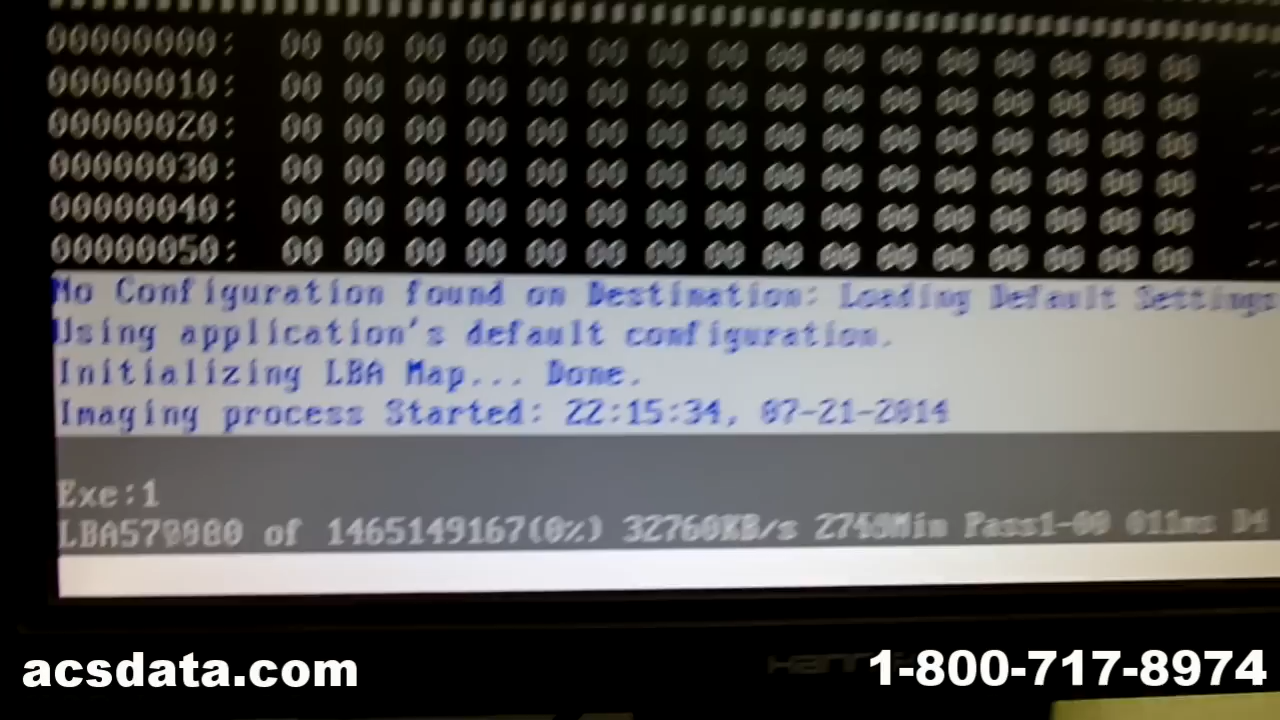 00000000: 00 00 00 00 00 00 00 00 00 00 00 00 00 00 00 00 --
00000010: 00 00 00 00 00 00 00 00 00 00 00 00 00 00 00 00 --
00000020: 00 00 00 00 00 00 00 00 00 00 00 00 00 00 00 00
00000030: 00 00 00 00 00 00 00 00 00 00 00 00 00 00 00 00 --
00000040: 00 00 00 00 00 00 00 00 00 00 00 00 00 00 00 00 --
00000050: 00 00 00 00 00 00 00 00 00 00 00 00 00 00 00 00 --
No Configuration found on Destination: Loading Default Settings
Using application's default configuration.
Initializing LBA Map... Done.
Imaging process Started: 22:15:34, 07-21-2014
Exe:1
of 1465149167(0%) 32760KB/s Pass1-00 011ms D4
acsdata.com
1-800-717-8974